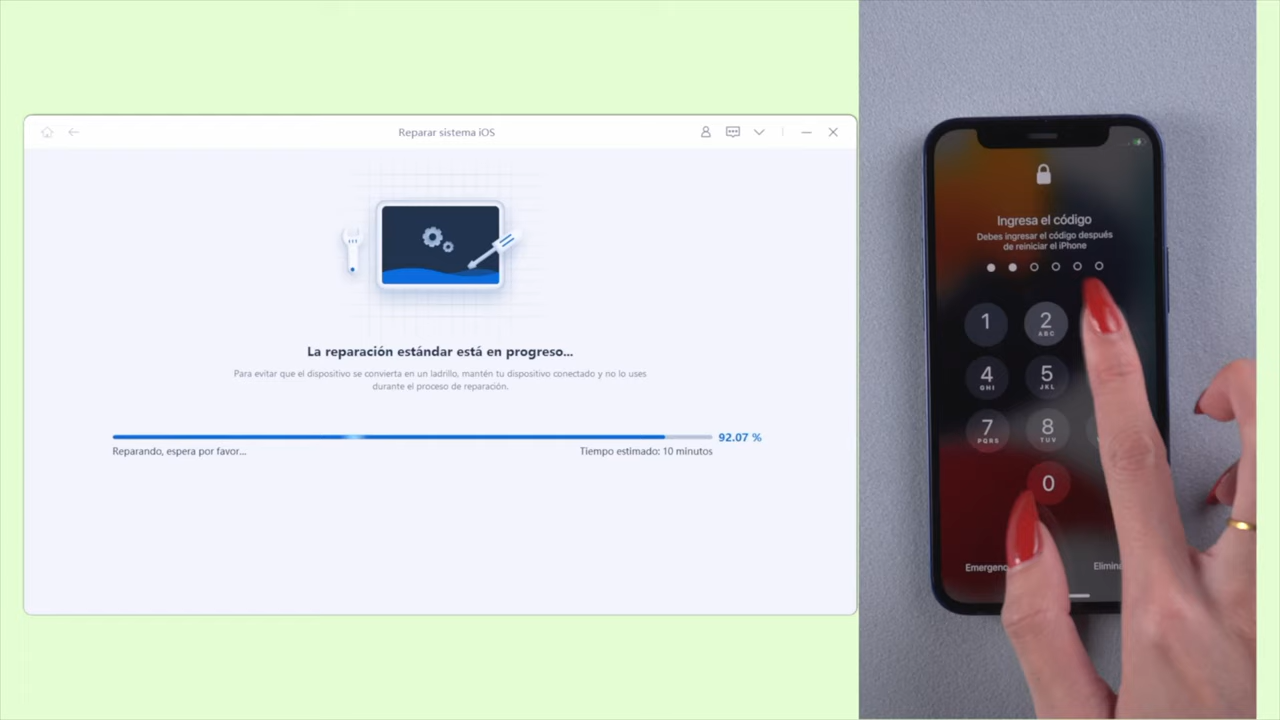 Reparar sistema iOS
La reparación estándar está en progreso...
Para evitar que el dispositivo se convierta en un ladrillo, mantén tu dispositivo conectado y no lo uses
durante el proceso de reparación.
92.07 %
Reparando, espera por favor...
Tiempo estimado: 10 minutos
Ingresa el código
Debes ingresar el código después
de reiniciar el iPhone
1
2
ABC
4
GHI
5
JKL
7
PQRS
8
TUV
0